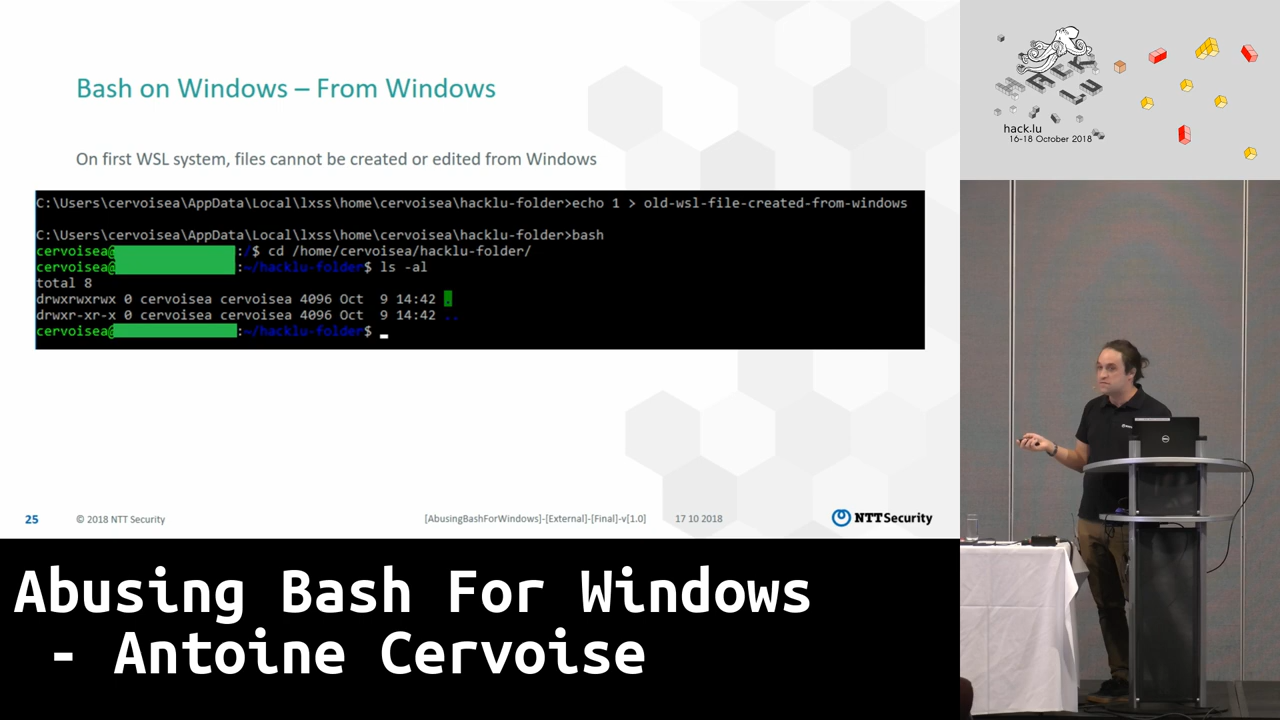 Bash on Windows – From Windows
On first WSL system, files cannot be created or edited from Windows
C:\Users\cervoisea\AppData\Local\lxss\home\cervoisea\hacklu-folder>echo 1 > old-wsl-file-created-from-windows
C:\Users\cervoisea\AppData\Local\lxss\home\cervoisea\hacklu-folder>bash
cervoisea@ :/$ cd /home/cervoisea/hacklu-folder/
cervoisea@ :~/hacklu-folder$ ls -al
total 8
drwxrwxrwx 0 cervoisea cervoisea 4096 Oct  9 14:42 .
drwxr-xr-x 0 cervoisea cervoisea 4096 Oct  9 14:42 ..
cervoisea@ :~/hacklu-folder$
25
© 2018 NTT Security
[AbusingBashForWindows]-[External]-[Final]-v[1.0]
17 10 2018
NTT Security
HACK.LU
hack.lu
16-18 October 2018
DELL
Abusing Bash For Windows
- Antoine Cervoise